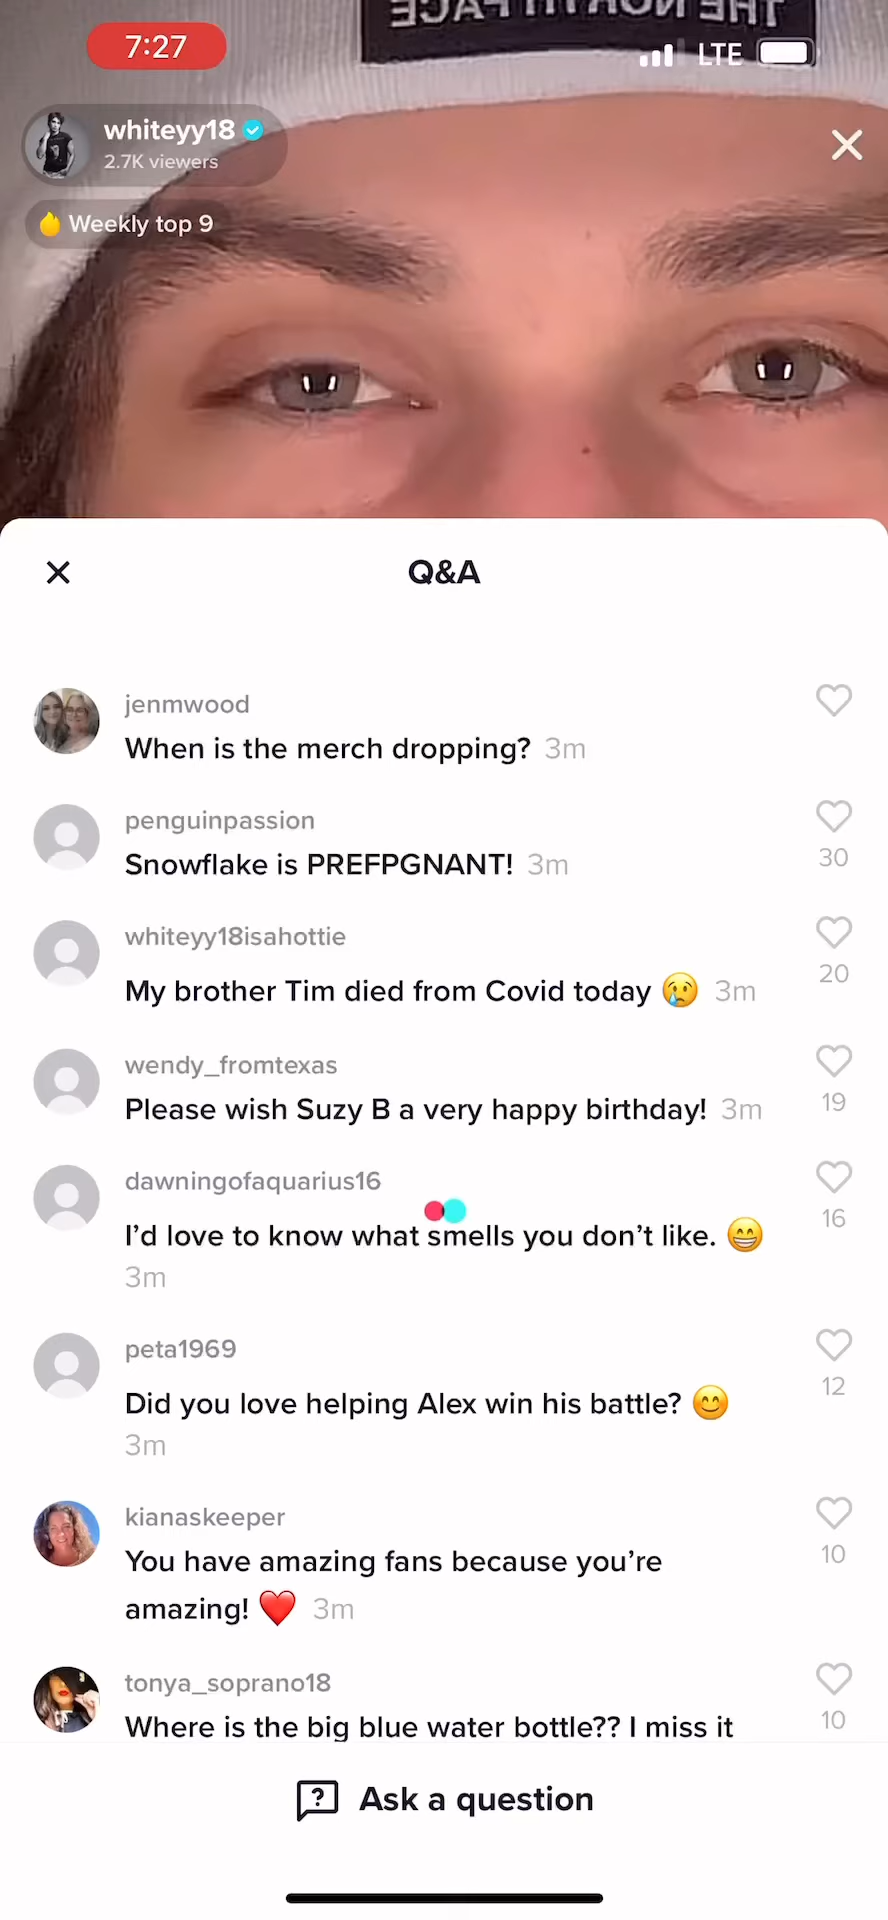 THE NORTH FACE
7:27
LTE
whiteyy18
2.7K viewers
Weekly top 9
Q&A
jenmwood
When is the merch dropping? 3m
penguinpassion
Snowflake is PREFPGNANT! 3m
30
whiteyy18isahottie
My brother Tim died from Covid today 😢 3m
20
wendy_fromtexas
Please wish Suzy B a very happy birthday! 3m
19
dawningofaquarius16
I'd love to know what smells you don't like. 😁
3m
16
peta1969
Did you love helping Alex win his battle? 😊
3m
12
kianaskeeper
You have amazing fans because you're
amazing! ❤️ 3m
10
tonya_soprano18
Where is the big blue water bottle?? I miss it
10
Ask a question